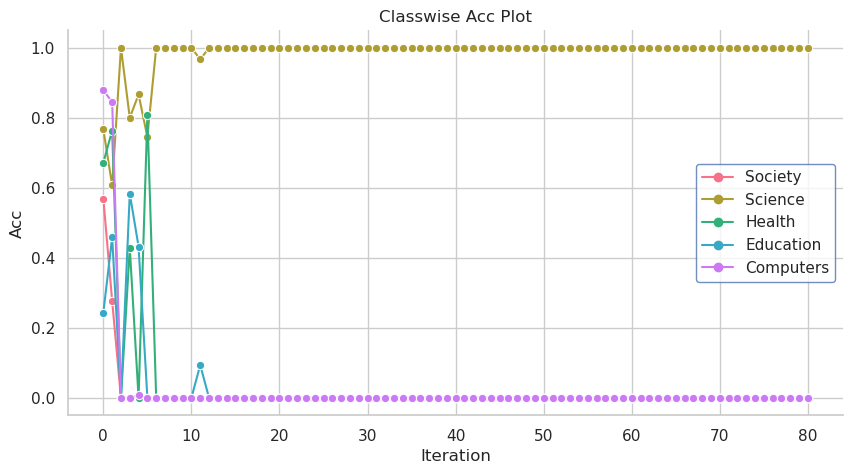 Classwise Acc Plot
1.0
0.8
0.6
0.4
0.2
0.0
Acc
Society
Science
Health
Education
Computers
0 10 20 30 40 50 60 70 80
Iteration